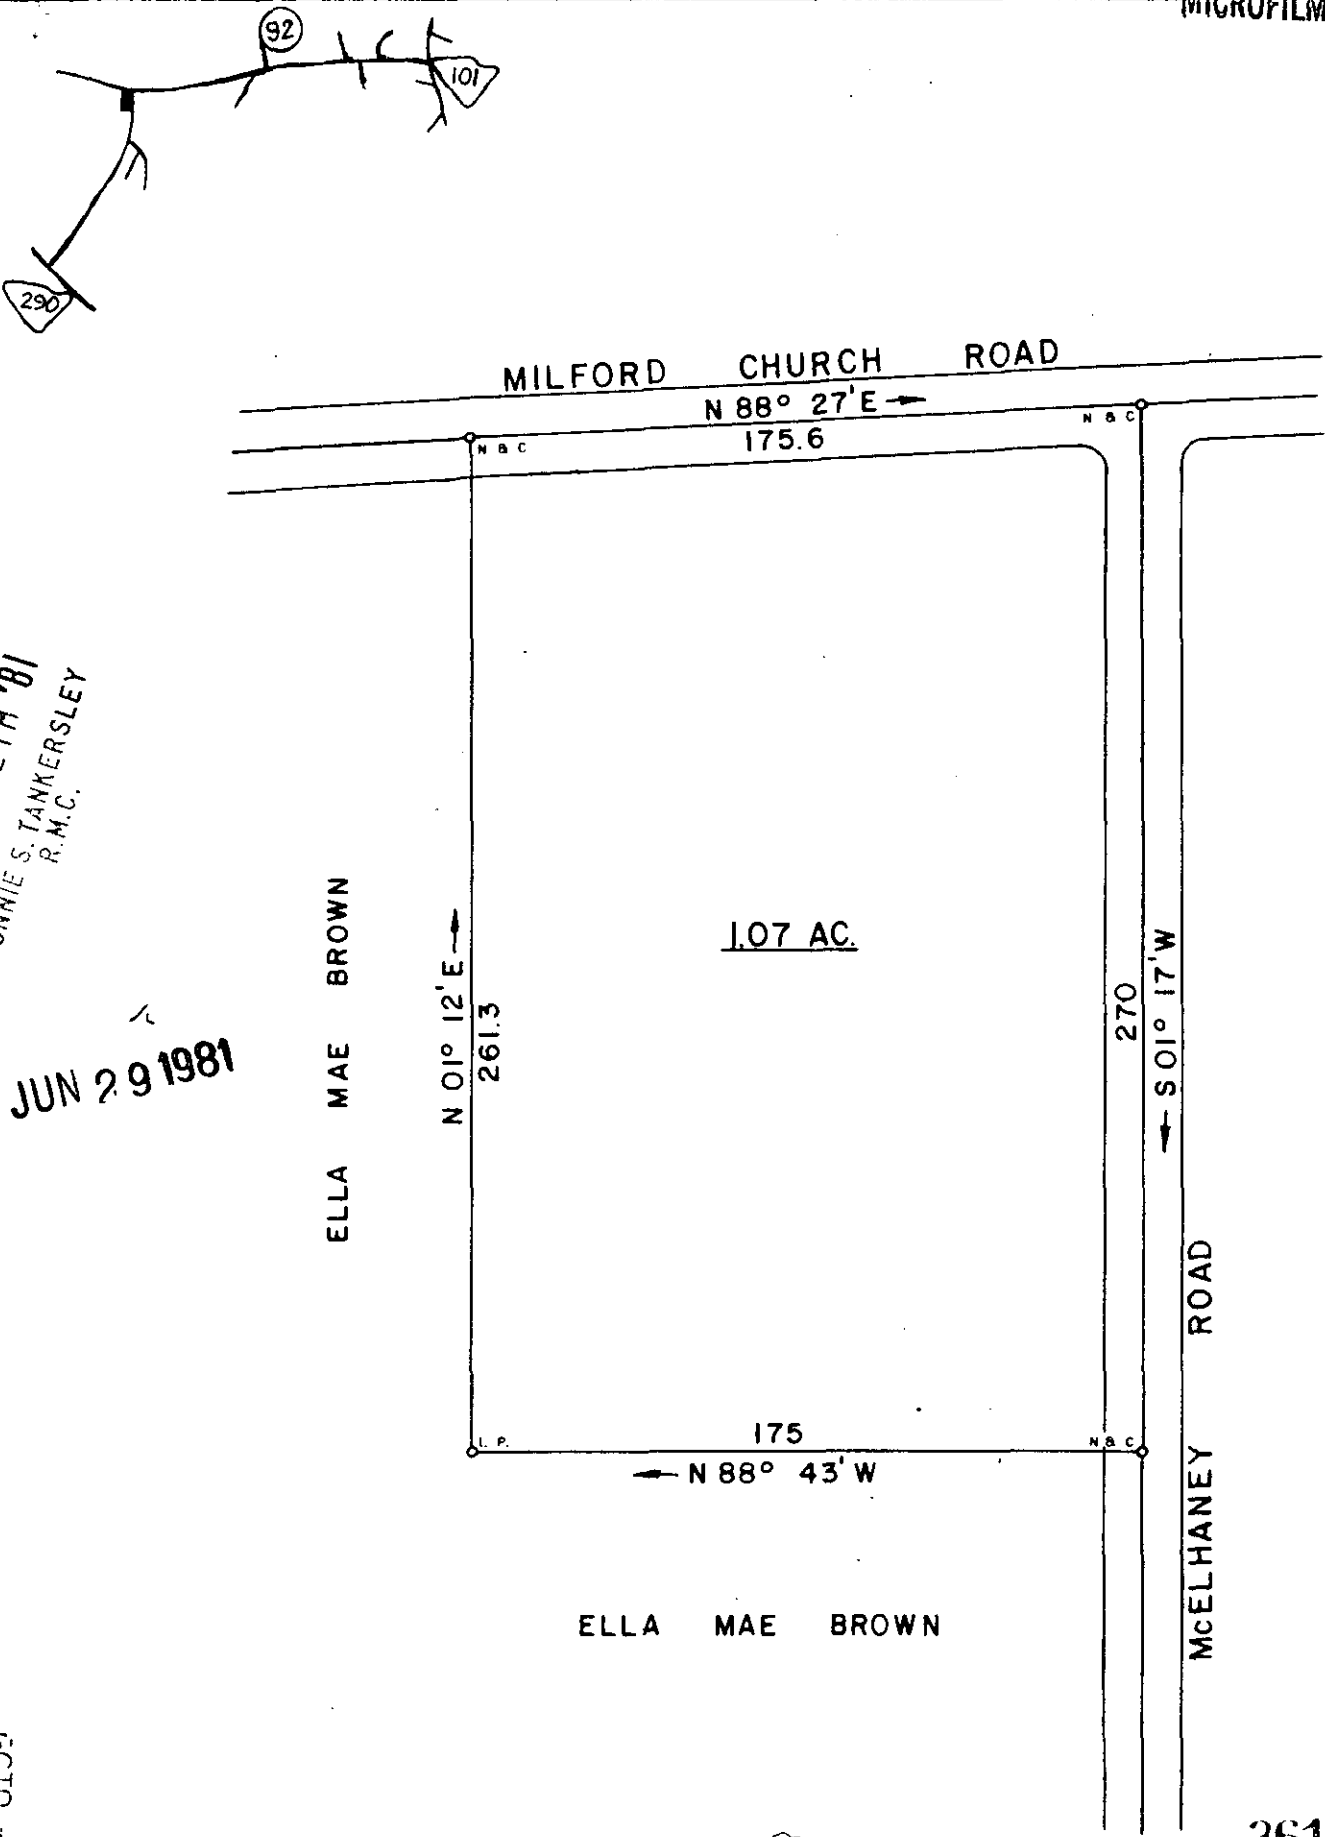 MICROFILM
92
101
290
MILFORD CHURCH ROAD
N 88° 27' E
175.6
N & C
N & C
'81
S. TANKERSLEY
R.M.C.
JUN 29 1981
ELLA MAE BROWN
N 01° 12' E
261.3
1.07 AC.
270
S 01° 17' W
McELHANEY ROAD
I. P.
175
N & C
N 88° 43' W
ELLA MAE BROWN